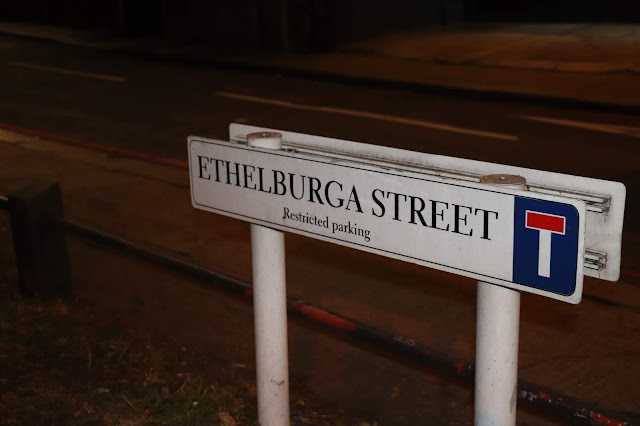 ETHELBURGA STREET
Restricted parking